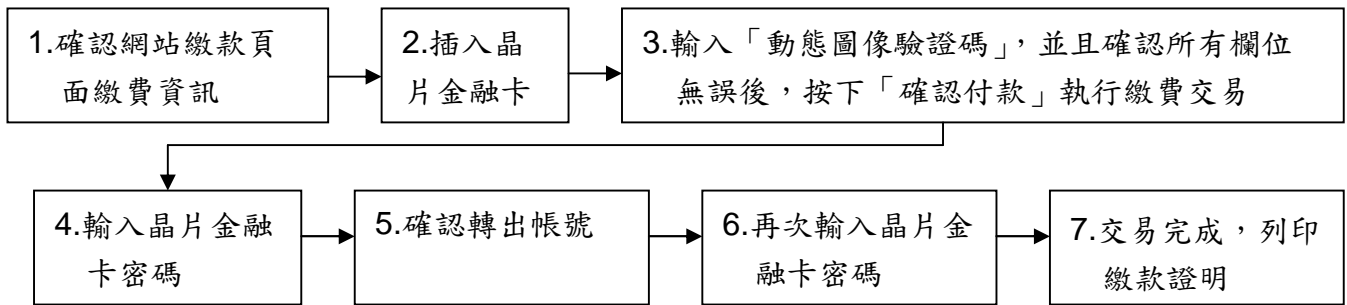 1.確認網站繳款頁
面繳費資訊
2.插入晶
片金融卡
3.輸入「動態圖像驗證碼」，並且確認所有欄位
無誤後，按下「確認付款」執行繳費交易
4.輸入晶片金融
卡密碼
5.確認轉出帳號
6.再次輸入晶片金
融卡密碼
7.交易完成，列印
繳款證明